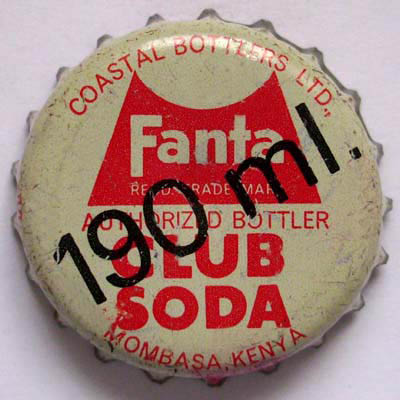 COASTAL BOTTLERS LTD.,
Fanta
REGD. TRADE MARK
AUTHORIZED BOTTLER
190 ml.
CLUB
SODA
MOMBASA, KENYA